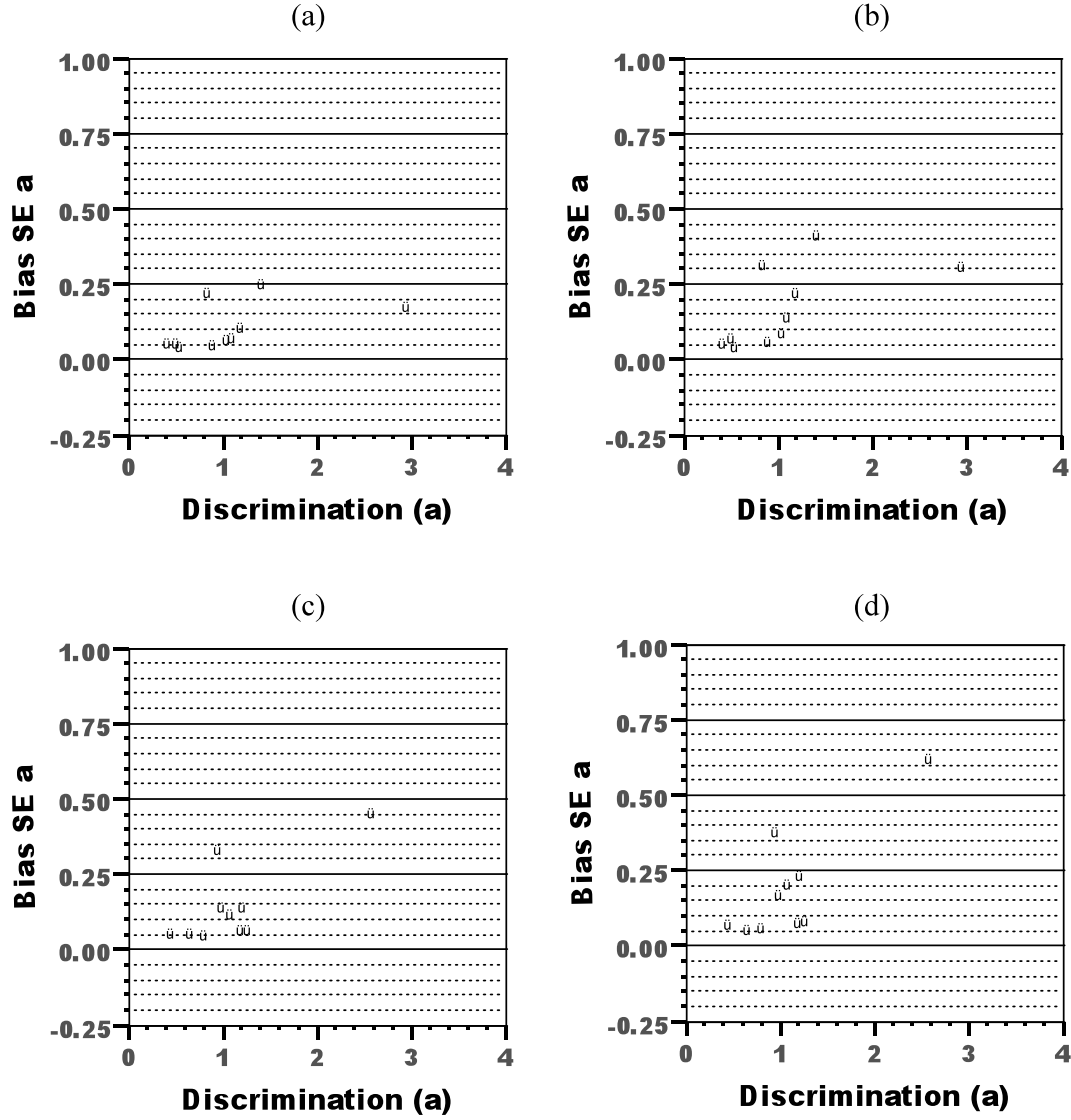 (a)
(b)
1.00
0.75
0.50
0.25
0.00
-0.25
Bias SE a
ü
ü
ü
ü
ü
ü
ü
ü
ü
ü
0 1 2 3 4
Discrimination (a)
1.00
0.75
0.50
0.25
0.00
-0.25
Bias SE a
ü
ü
ü
ü
ü
ü
ü
ü
ü
ü
0 1 2 3 4
Discrimination (a)
(c)
(d)
1.00
0.75
0.50
0.25
0.00
-0.25
Bias SE a
ü
ü
ü
ü
ü
ü
ü
ü
ü
ü
0 1 2 3 4
Discrimination (a)
1.00
0.75
0.50
0.25
0.00
-0.25
Bias SE a
ü
ü
ü
ü
ü
ü
ü
ü
ü
ü
0 1 2 3 4
Discrimination (a)